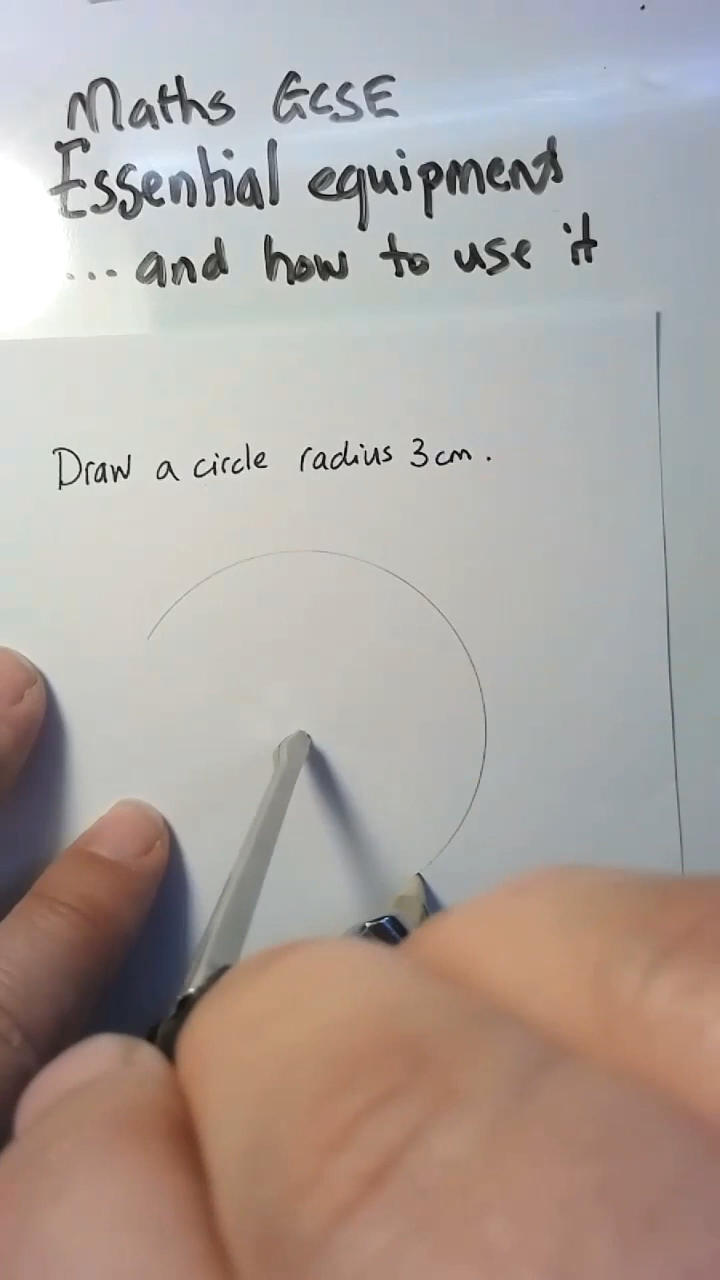 Maths GCSE
Essential equipment
... and how to use it
Draw a circle radius 3cm.